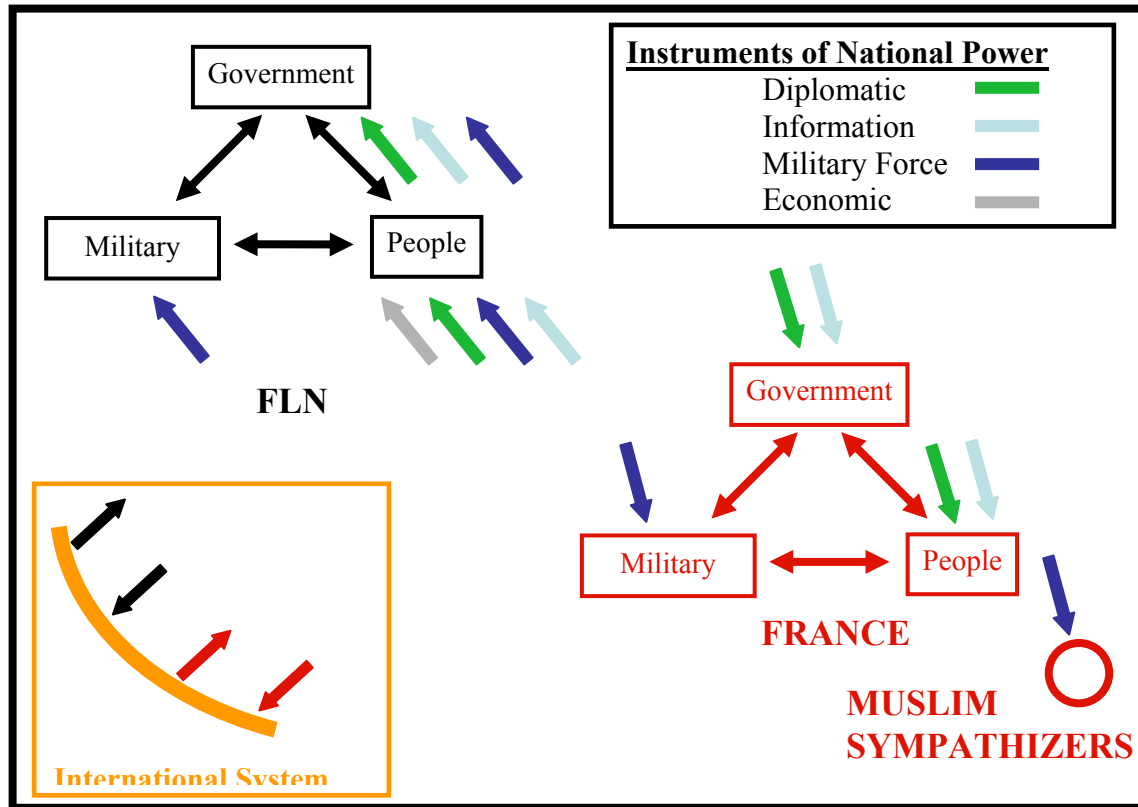 Government
Military
People
FLN
Instruments of National Power
Diplomatic
Information
Military Force
Economic
Government
Military
People
FRANCE
MUSLIM
SYMPATHIZERS
International System